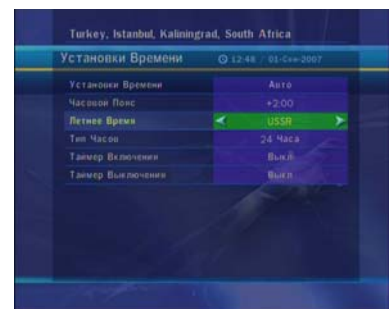 Turkey, Istanbul, Kaliningrad, South Africa
Установки Времени 12:48 / 01-Сен-2007
Установки Времени Авто
Часовой Пояс +2:00
Летнее Время USSR
Тип Часов 24 Часа
Таймер Включения Выкл
Таймер Выключения Выкл